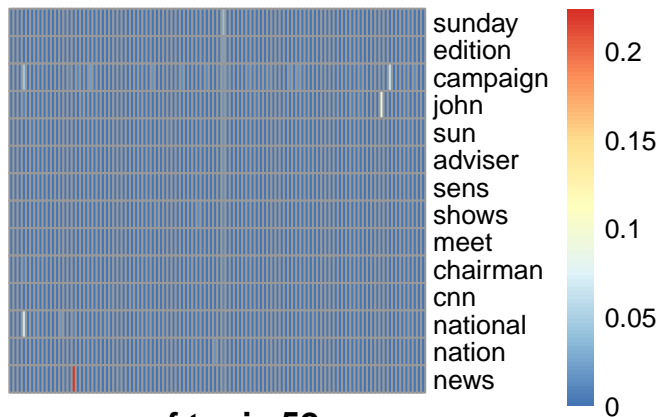 sunday
edition
campaign
john
sun
adviser
sens
shows
meet
chairman
cnn
national
nation
news
0.2
0.15
0.1
0.05
0